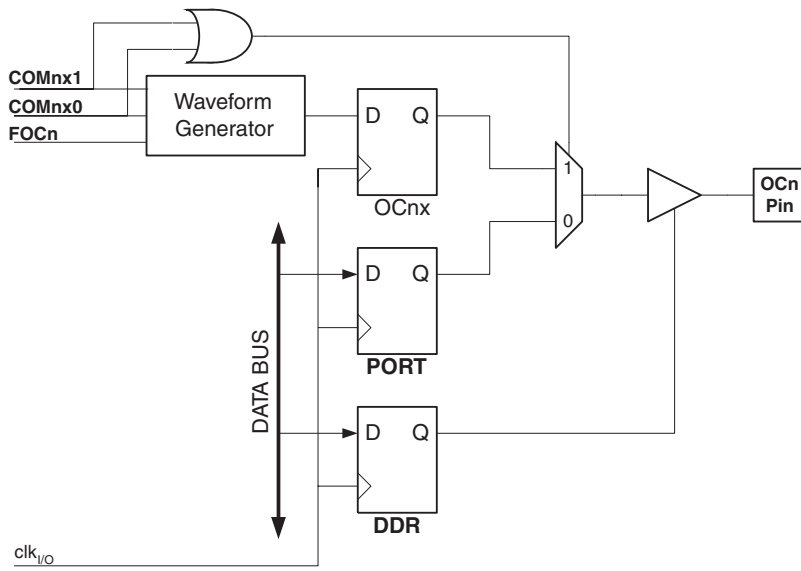 COMnx1
COMnx0
FOCn
Waveform
Generator
D Q
OCnx
1
0
OCn
Pin
D Q
PORT
DATA BUS
D Q
DDR
clkI/O